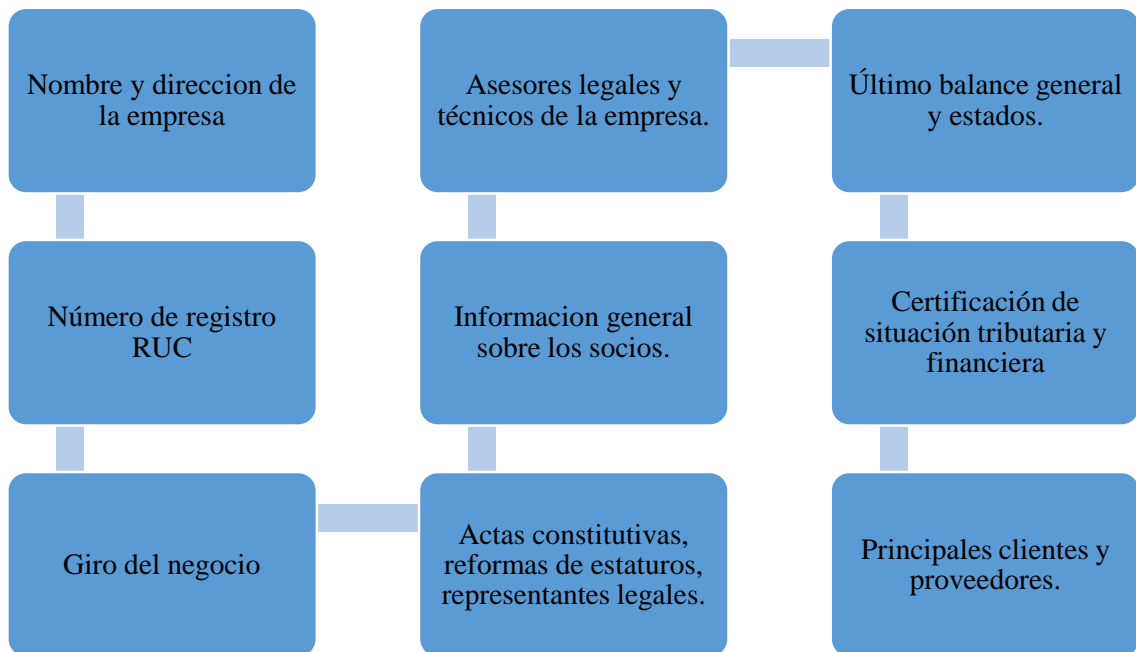 Nombre y direccion de
la empresa
Número de registro
RUC
Giro del negocio
Actas constitutivas,
reformas de estaturos,
representantes legales.
Informacion general
sobre los socios.
Asesores legales y
técnicos de la empresa.
Último balance general
y estados.
Certificación de
situación tributaria y
financiera
Principales clientes y
proveedores.